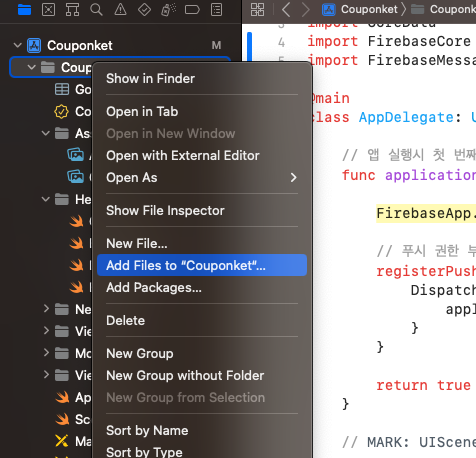 Couponket M
Coup
Go
Co
Ass
A
C
He
Ne
Vie
Mo
Vie
Ap
Sc
Ma
Show in Finder
Open in Tab
Open in New Window
Open with External Editor
Open As
Show File Inspector
New File...
Add Files to “Couponket“...
Add Packages...
Delete
New Group
New Group without Folder
New Group from Selection
Sort by Name
Sort by Type
Couponket Coupon
3 import CoreData
4 import FirebaseCore
5 import FirebaseMessa
main
class AppDelegate: U
// 앱 실행시 첫 번째
func application
FirebaseApp.
// 푸시 권한 부
registerPush
Dispatch
appl
}
}
return true
}
// MARK: UIScene